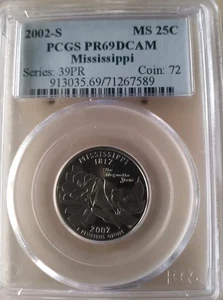 2002-S MS 25C
PCGS PR69DCAM
Mississippi
Series: 39PR Coin: 72
913035.69/71267589
MISSISSIPPI
1817
The Magnolia State
2002
E PLURIBUS UNUM
PCGS